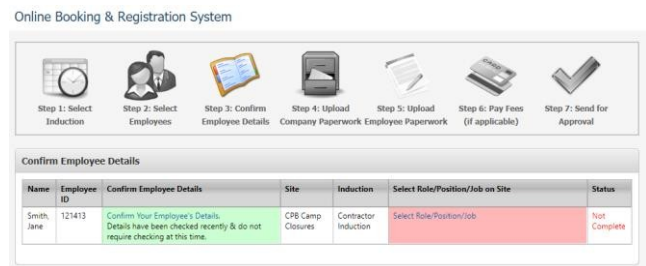 Online Booking & Registration System
Step 1: Select Induction
Step 2: Select Employees
Step 3: Confirm Employee Details
Step 4: Upload Company Paperwork
Step 5: Upload Employee Paperwork
Step 6: Pay Fees (if applicable)
Step 7: Send for Approval
Confirm Employee Details
Name Employee ID Confirm Employee Details Site Induction Select Role/Position/Job on Site Status
Smith, Jane 121413 Confirm Your Employee's Details. CPB Camp Closures Contractor Induction Select Role/Position/Job Not Complete
Details have been checked recently & do not
require checking at this time.